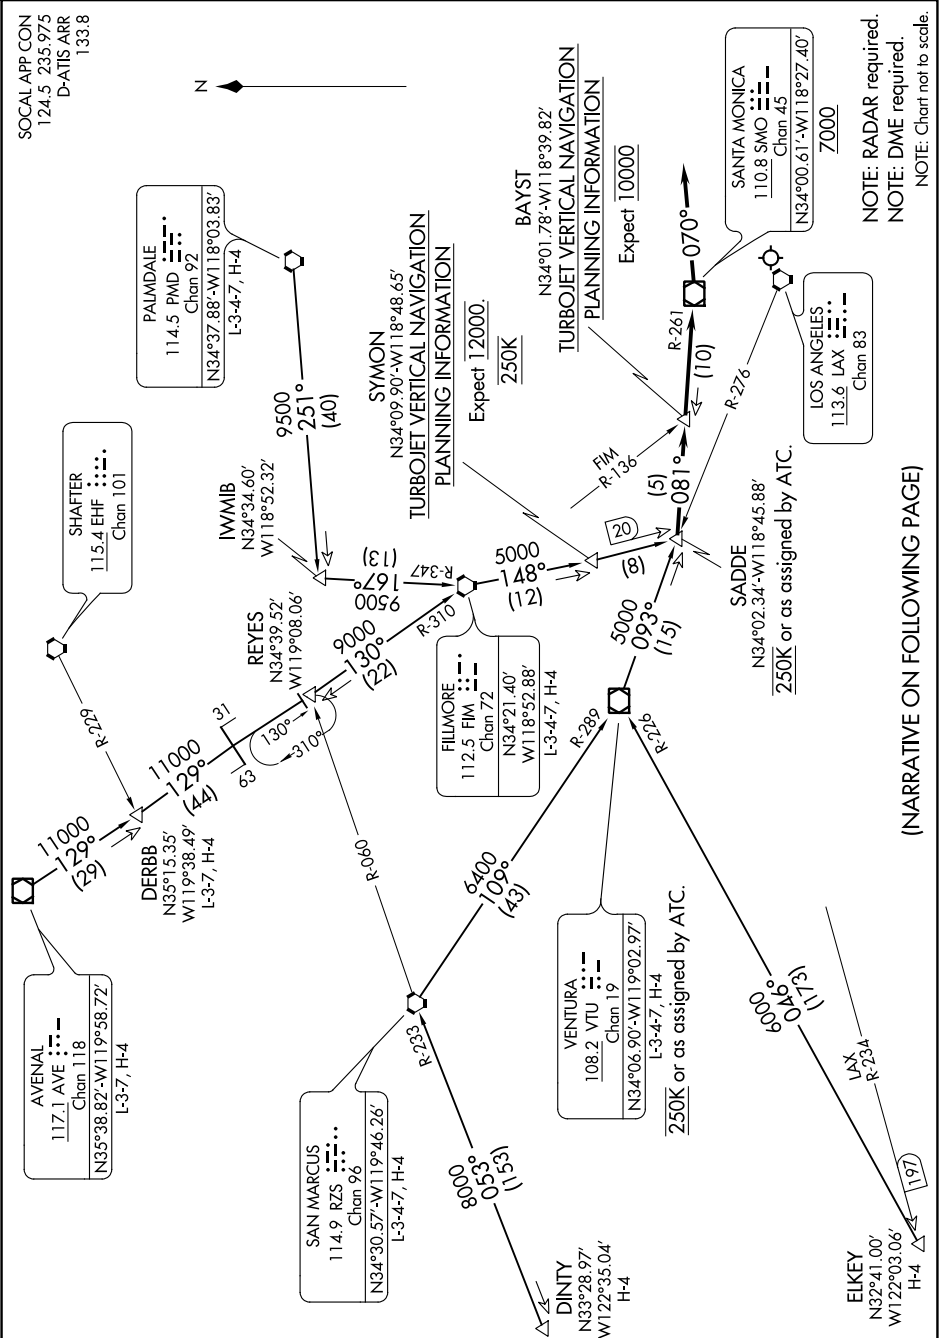 SOCAL APP CON
124.5 235.975
D-ATIS ARR
133.8
N
AVENAL
117.1 AVE
Chan 118
N35°38.82'-W119°58.72'
L-3-7, H-4
11000
129°
(29)
SHAFTER
115.4 EHF
Chan 101
R-229
DERBB
N35°15.35'
W119°38.49'
L-3-7, H-4
11000
129°
(44)
31
63
130°
310°
REYES
N34°39.52'
W119°08.06'
PALMDALE
114.5 PMD
Chan 92
N34°37.88'-W118°03.83'
L-3-4-7, H-4
9500
251°
(40)
IWMIB
N34°34.60'
W118°52.32'
9500
167°
(13)
R-347
9000
130°
(22)
R-310
FILLMORE
112.5 FIM
Chan 72
N34°21.40'
W118°52.88'
L-3-4-7, H-4
5000
148°
(12)
SYMON
N34°09.90'-W118°48.65'
TURBOJET VERTICAL NAVIGATION
PLANNING INFORMATION
Expect 12000.
250K
(8)
20
SAN MARCUS
114.9 RZS
Chan 96
N34°30.57'-W119°46.26'
L-3-4-7, H-4
R-060
R-233
8000
053°
(153)
DINTY
N33°28.97'
W122°35.04'
H-4
6400
109°
(43)
R-289
VENTURA
108.2 VTU
Chan 19
N34°06.90'-W119°02.97'
L-3-4-7, H-4
250K or as assigned by ATC.
R-226
6000
046°
(173)
ELKEY
N32°41.00'
W122°03.06'
H-4
LAX
R-234
197
5000
093°
(15)
SADDE
N34°02.34'-W118°45.88'
250K or as assigned by ATC.
081°
(5)
FIM
R-136
BAYST
N34°01.78'-W118°39.82'
TURBOJET VERTICAL NAVIGATION
PLANNING INFORMATION
Expect 10000
R-261
(10)
070°
R-276
SANTA MONICA
110.8 SMO
Chan 45
N34°00.61'-W118°27.40'
7000
LOS ANGELES
113.6 LAX
Chan 83
NOTE: RADAR required.
NOTE: DME required.
NOTE: Chart not to scale.
(NARRATIVE ON FOLLOWING PAGE)